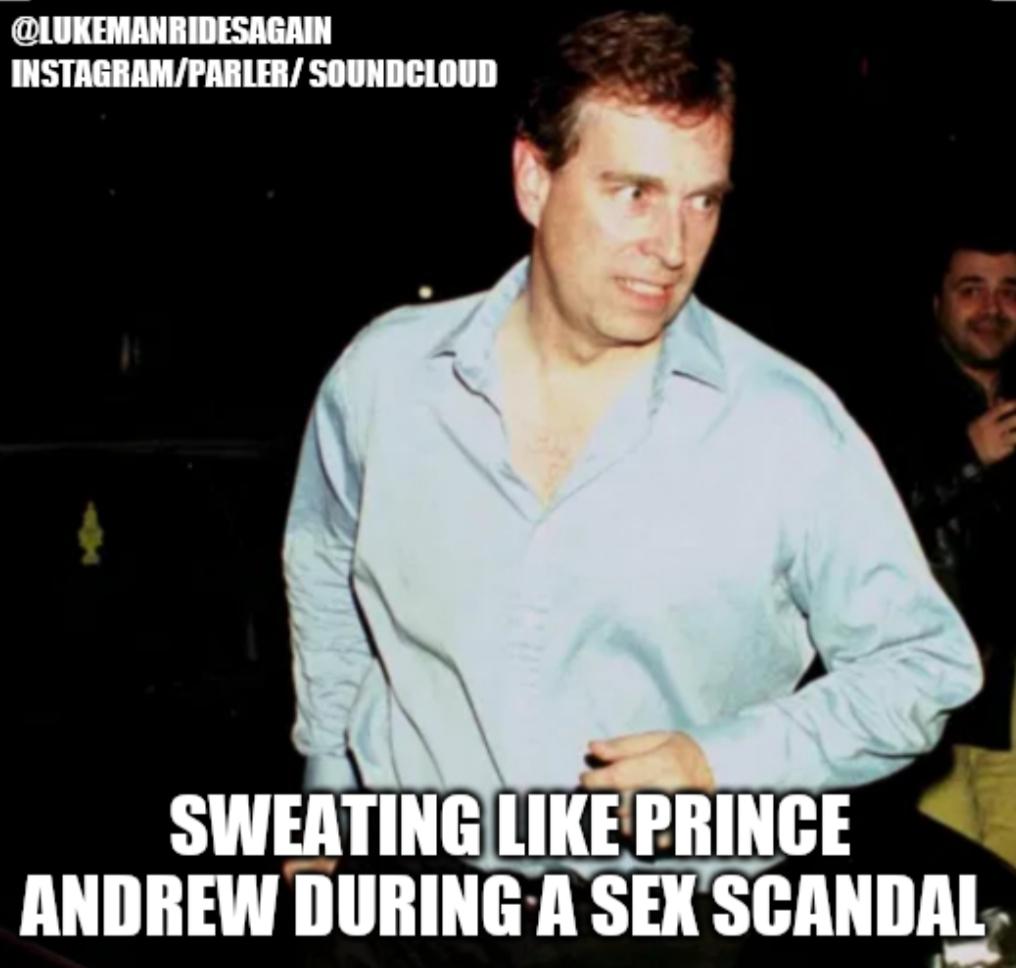 @LUKEMANRIDESAGAIN
INSTAGRAM/PARLER/ SOUNDCLOUD
SWEATING LIKE PRINCE
ANDREW DURING A SEX SCANDAL